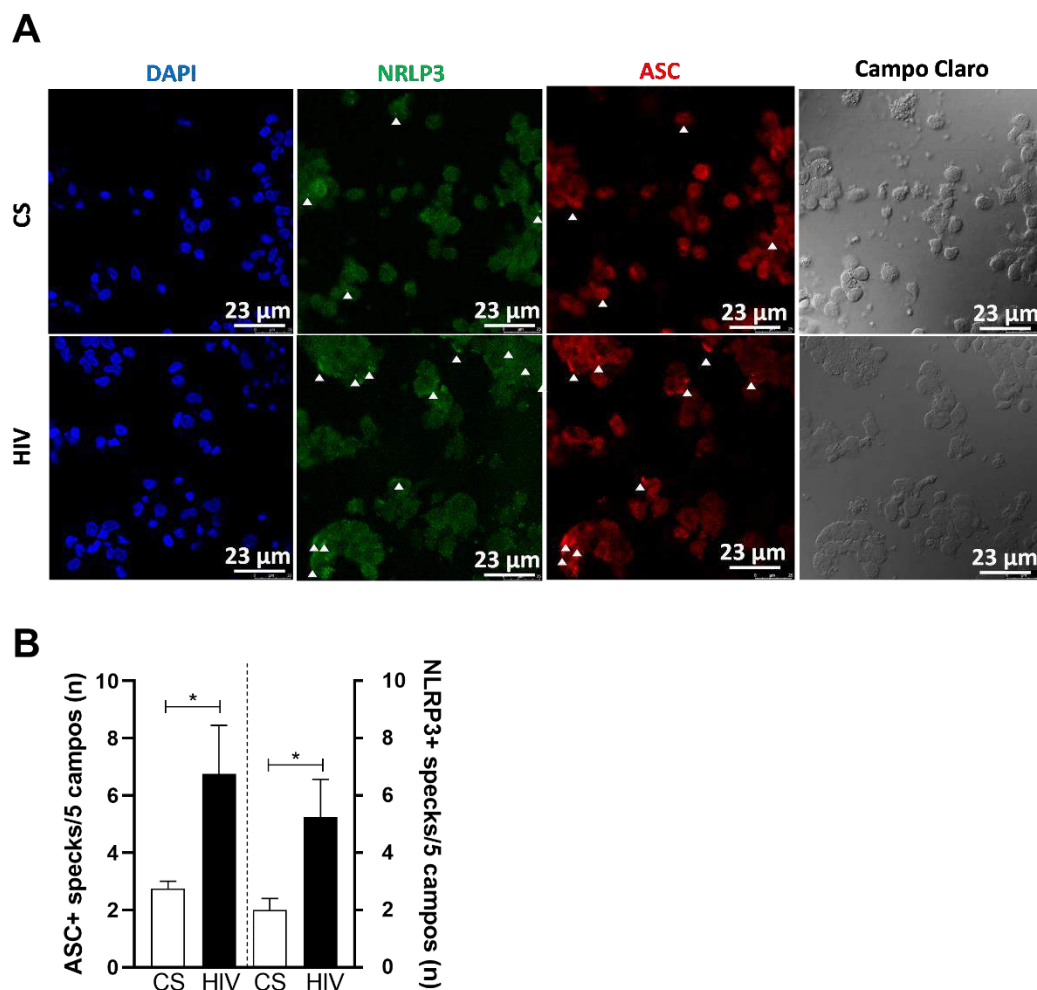 A
DAPI
NRLP3
ASC
Campo Claro
CS
23 µm
23 µm
23 µm
23 µm
HIV
23 µm
23 µm
23 µm
23 µm
B
ASC+ specks/5 campos (n)
10
8
6
4
2
0
*
*
10
8
6
4
2
0
NLRP3+ specks/5 campos (n)
CS HIV CS HIV